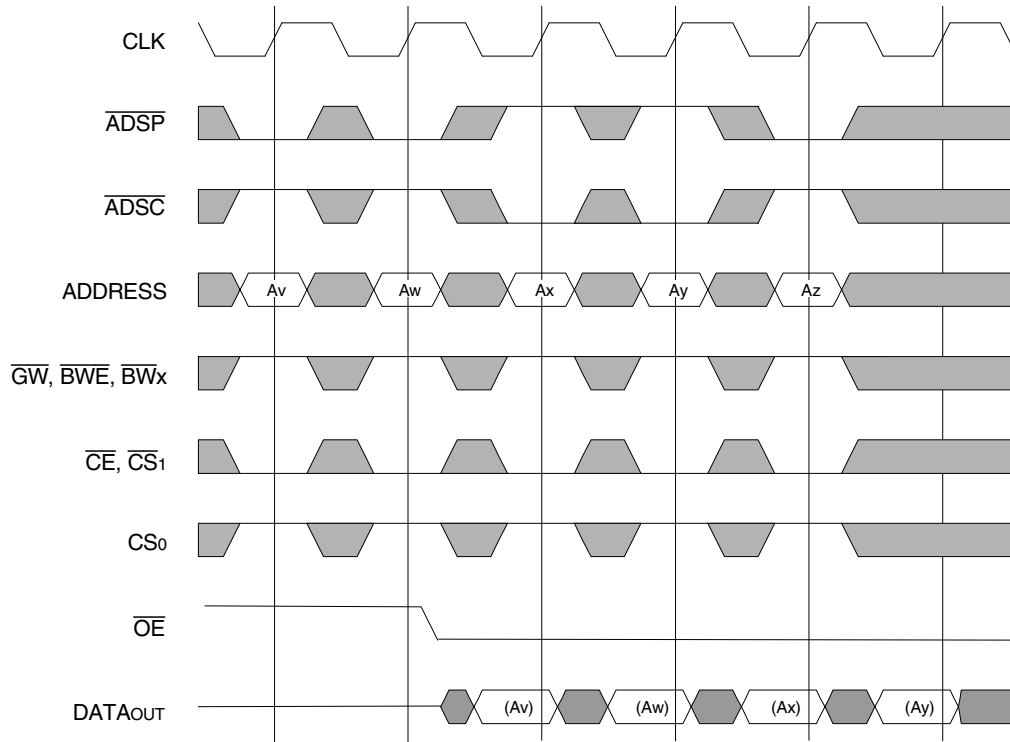 CLK
ADSP
ADSC
ADDRESS Av Aw Ax Ay Az
GW, BWE, BWx
CE, CS1
CS0
OE
DATAOUT (Av) (Aw) (Ax) (Ay)